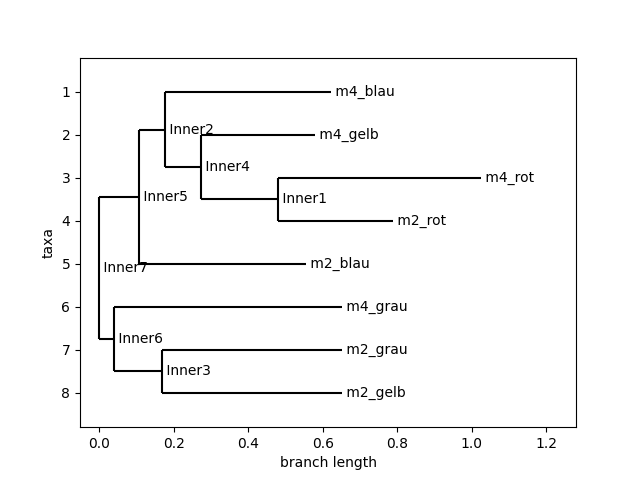 1
m4_blau
Inner2
2
m4_gelb
Inner4
3
m4_rot
Inner1
Inner5
4
m2_rot
taxa
5
m2_blau
Inner7
6
m4_grau
Inner6
7
m2_grau
Inner3
8
m2_gelb
0.0 0.2 0.4 0.6 0.8 1.0 1.2
branch length